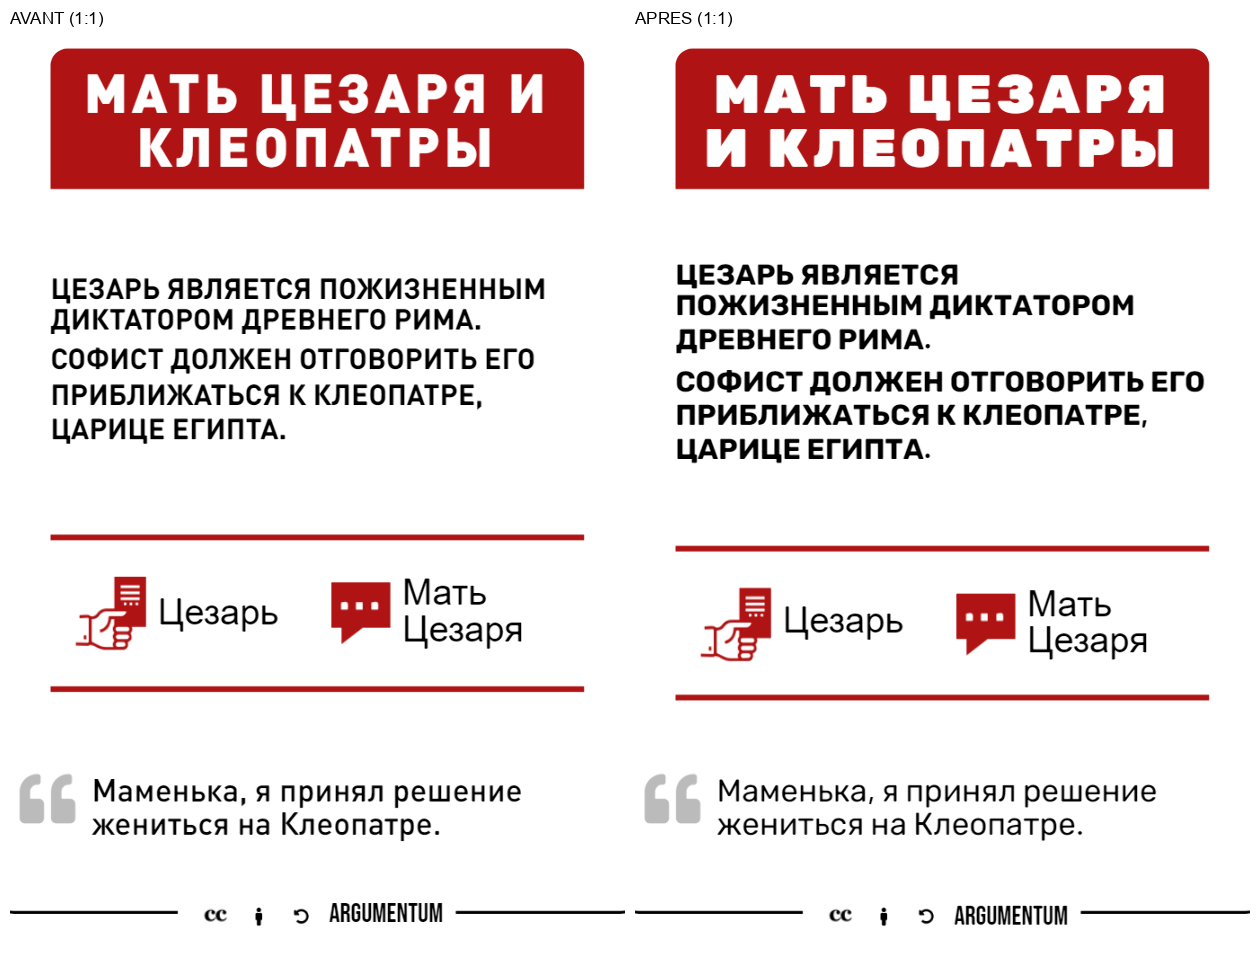 AVANT (1:1)
МАТЬ ЦЕЗАРЯ И
КЛЕОПАТРЫ
ЦЕЗАРЬ ЯВЛЯЕТСЯ ПОЖИЗНЕННЫМ
ДИКТАТОРОМ ДРЕВНЕГО РИМА.
СОФИСТ ДОЛЖЕН ОТГОВОРИТЬ ЕГО
ПРИБЛИЖАТЬСЯ К КЛЕОПАТРЕ,
ЦАРИЦЕ ЕГИПТА.
Цезарь
Мать
Цезаря
Маменька, я принял решение
жениться на Клеопатре.
cc
ARGUMENTUM
APRES (1:1)
МАТЬ ЦЕЗАРЯ
И КЛЕОПАТРЫ
ЦЕЗАРЬ ЯВЛЯЕТСЯ
ПОЖИЗНЕННЫМ ДИКТАТОРОМ
ДРЕВНЕГО РИМА.
СОФИСТ ДОЛЖЕН ОТГОВОРИТЬ ЕГО
ПРИБЛИЖАТЬСЯ К КЛЕОПАТРЕ,
ЦАРИЦЕ ЕГИПТА.
Цезарь
Мать
Цезаря
Маменька, я принял решение
жениться на Клеопатре.
cc
ARGUMENTUM